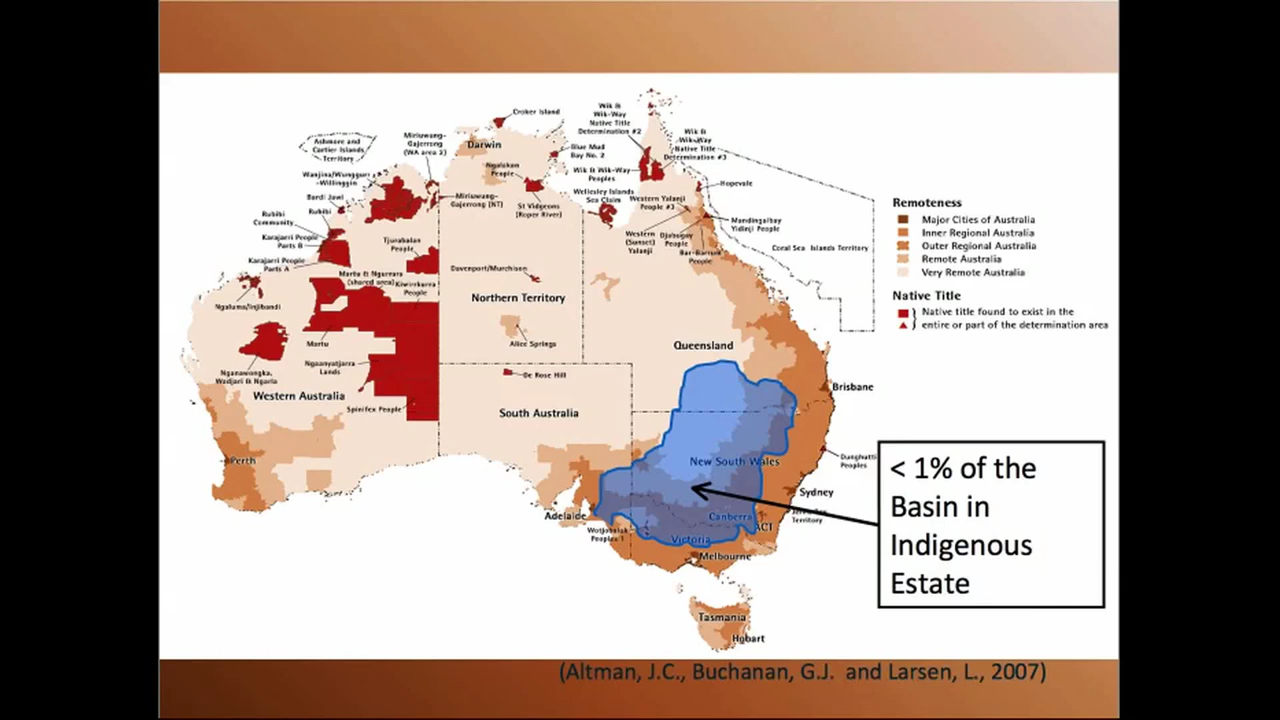 Croker Island
Wik &
Wik-Way
Native Title
Determination #2
Wik &
Wik-Way
Native Title
Determination #3
Ashmore and
Cartier Islands
Territory
Miriuwung-
Gajerrong
(WA area 3)
Darwin
Blue Mud
Bay No. 2
Ngalakan
People
Wik & Wik-Way
Peoples
Wanjina/Wunggurr
-Willinggin
Hopevale
Bardi Jawi
Miriuwung-
Gajerrong (NT)
St Vidgeons
(Roper River)
Wellesley Islands
Sea Claim
Western Yalanji
People #3
Rubibi
Community
Rubibi
Mandingalbay
Yidinji People
Karajarri People
Parts B
Tjurabalan
People
Western
(Sunset)
Yalanji
Djabugay
People
Bar-Barrum
People
Coral Sea Islands Territory
Karajarri People
Parts A
Martu & Ngurrara
(shared area)
Kiwirrkurra
People
Davenport/Murchison
Ngaluma/Injibandi
Northern Territory
Martu
Alice Springs
Queensland
Nganawongka,
Wadjari & Ngarla
Ngaanyatjarra
Lands
De Rose Hill
Brisbane
Western Australia
Spinifex People
South Australia
Perth
New South Wales
Dunghutti
Peoples
Sydney
Adelaide
Canberra
ACT
Territory
Wotjobaluk
Peoples
Victoria
Melbourne
Tasmania
Hobart
Remoteness
Major Cities of Australia
Inner Regional Australia
Outer Regional Australia
Remote Australia
Very Remote Australia
Native Title
Native title found to exist in the
entire or part of the determination area
< 1% of the
Basin in
Indigenous
Estate
(Altman, J.C., Buchanan, G.J. and Larsen, L., 2007)